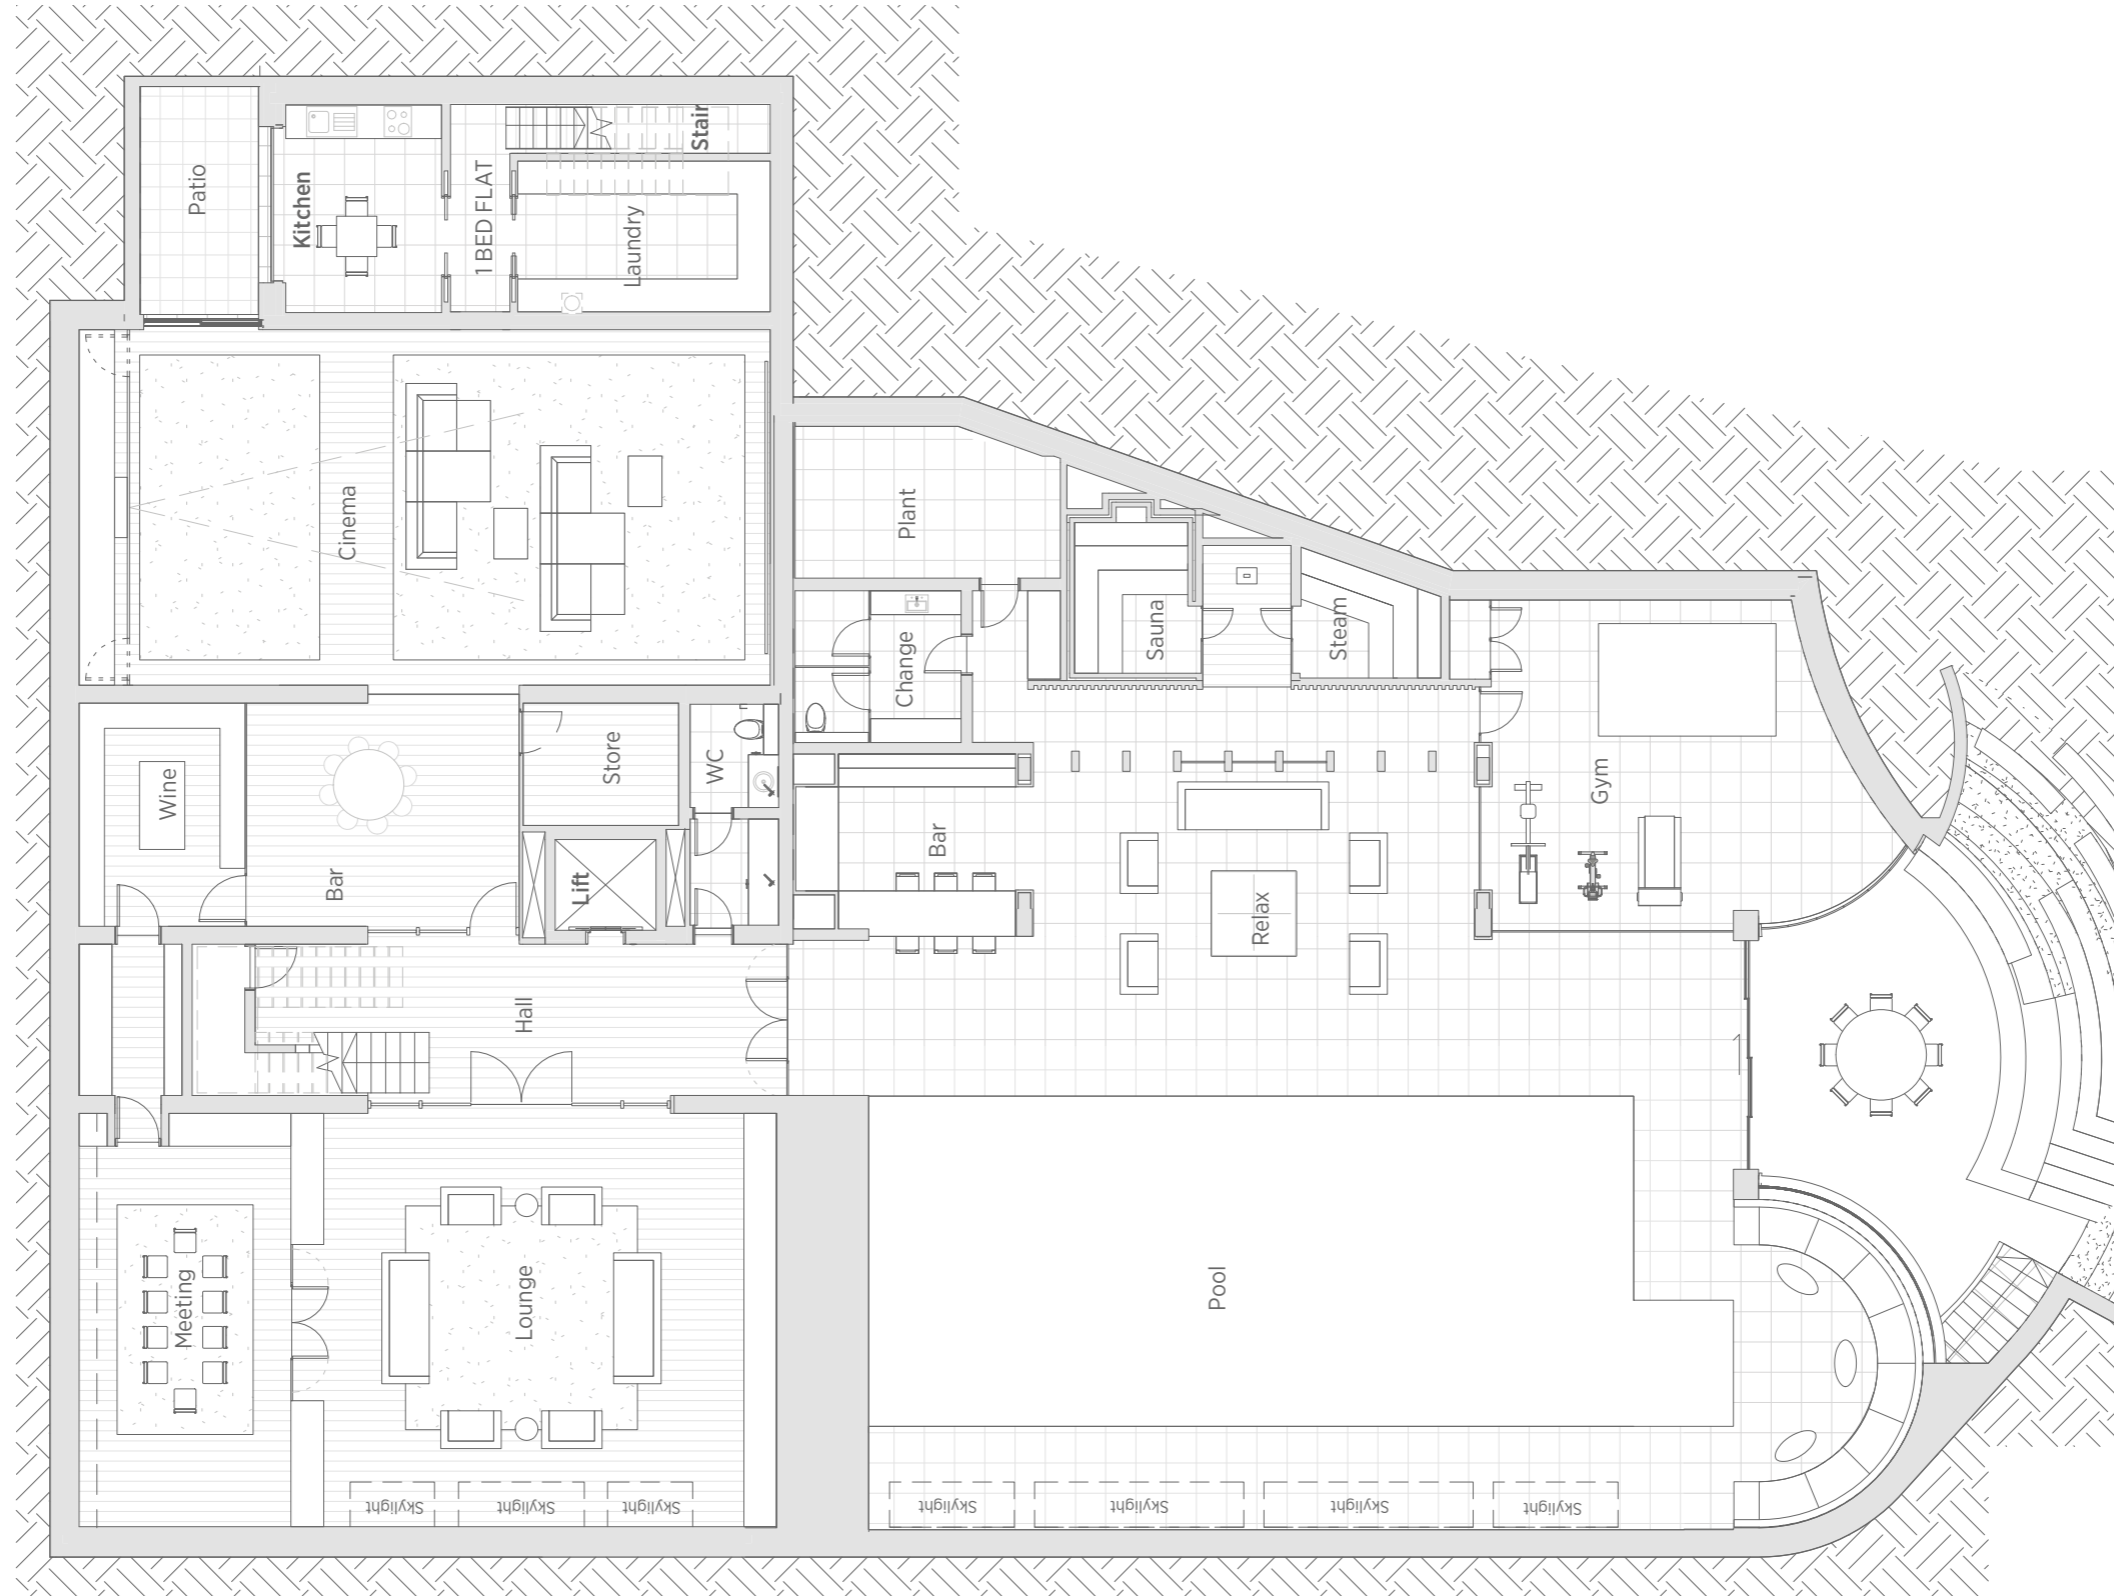 Patio
Kitchen
1 BED FLAT
Stair
Laundry
Cinema
Plant
Sauna
Steam
Change
Store
WC
Wine
Bar
Lift
Bar
Gym
Relax
Hall
Meeting
Lounge
Pool
Skylight
Skylight
Skylight
Skylight
Skylight
Skylight
Skylight